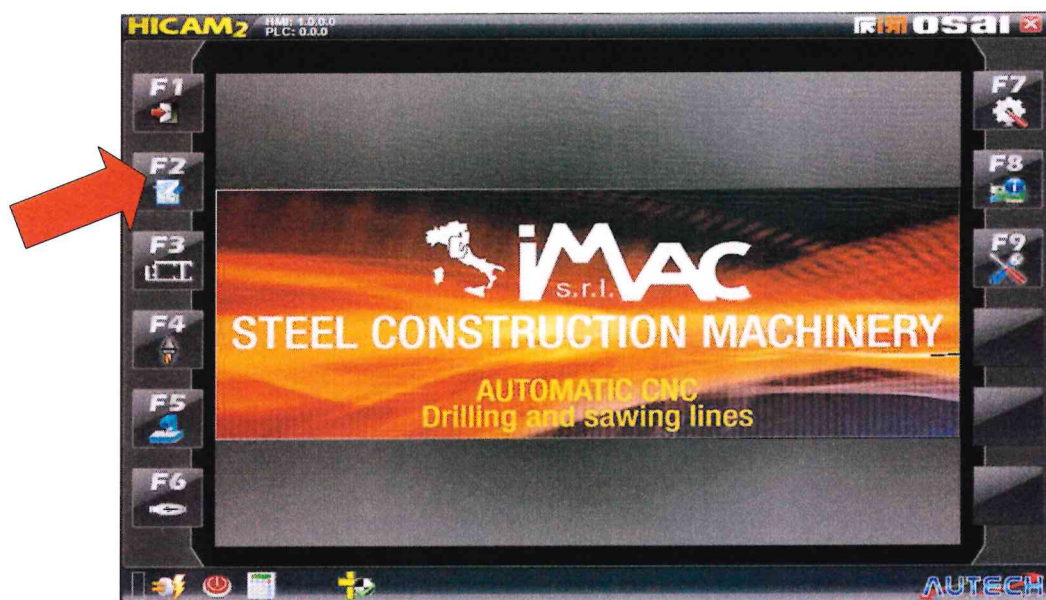 HICAM2
HMI: 1.0.0.0
PLC: 0.0.0
osai
F1
F7
F2
F8
F3
F9
iMAC
s.r.l.
STEEL CONSTRUCTION MACHINERY
F4
AUTOMATIC CNC
Drilling and sawing lines
F5
F6
AUTECH